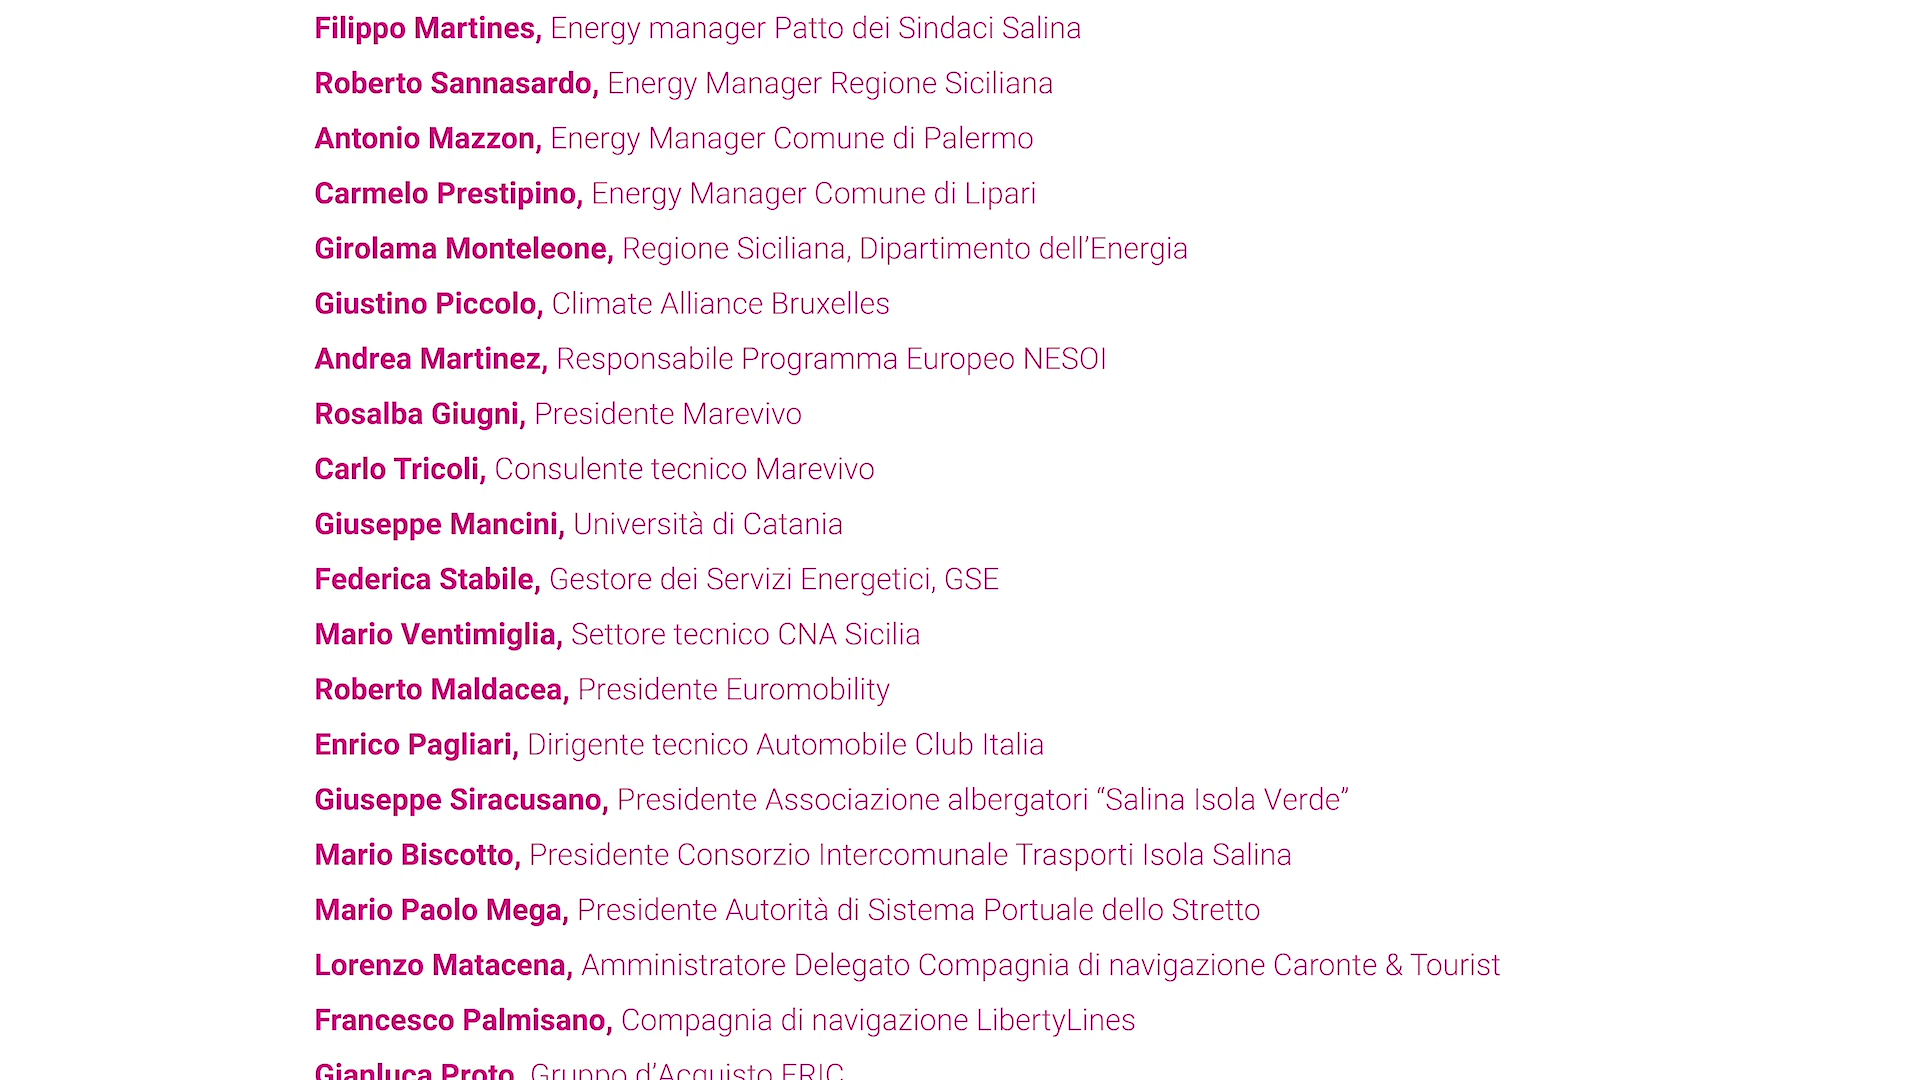 Filippo Martines, Energy manager Patto dei Sindaci Salina
Roberto Sannasardo, Energy Manager Regione Siciliana
Antonio Mazzon, Energy Manager Comune di Palermo
Carmelo Prestipino, Energy Manager Comune di Lipari
Girolama Monteleone, Regione Siciliana, Dipartimento dell’Energia
Giustino Piccolo, Climate Alliance Bruxelles
Andrea Martinez, Responsabile Programma Europeo NESOI
Rosalba Giugni, Presidente Marevivo
Carlo Tricoli, Consulente tecnico Marevivo
Giuseppe Mancini, Università di Catania
Federica Stabile, Gestore dei Servizi Energetici, GSE
Mario Ventimiglia, Settore tecnico CNA Sicilia
Roberto Maldacea, Presidente Euromobility
Enrico Pagliari, Dirigente tecnico Automobile Club Italia
Giuseppe Siracusano, Presidente Associazione albergatori “Salina Isola Verde”
Mario Biscotto, Presidente Consorzio Intercomunale Trasporti Isola Salina
Mario Paolo Mega, Presidente Autorità di Sistema Portuale dello Stretto
Lorenzo Matacena, Amministratore Delegato Compagnia di navigazione Caronte & Tourist
Francesco Palmisano, Compagnia di navigazione LibertyLines
Gianluca Proto, Gruppo d’Acquisto ERIC